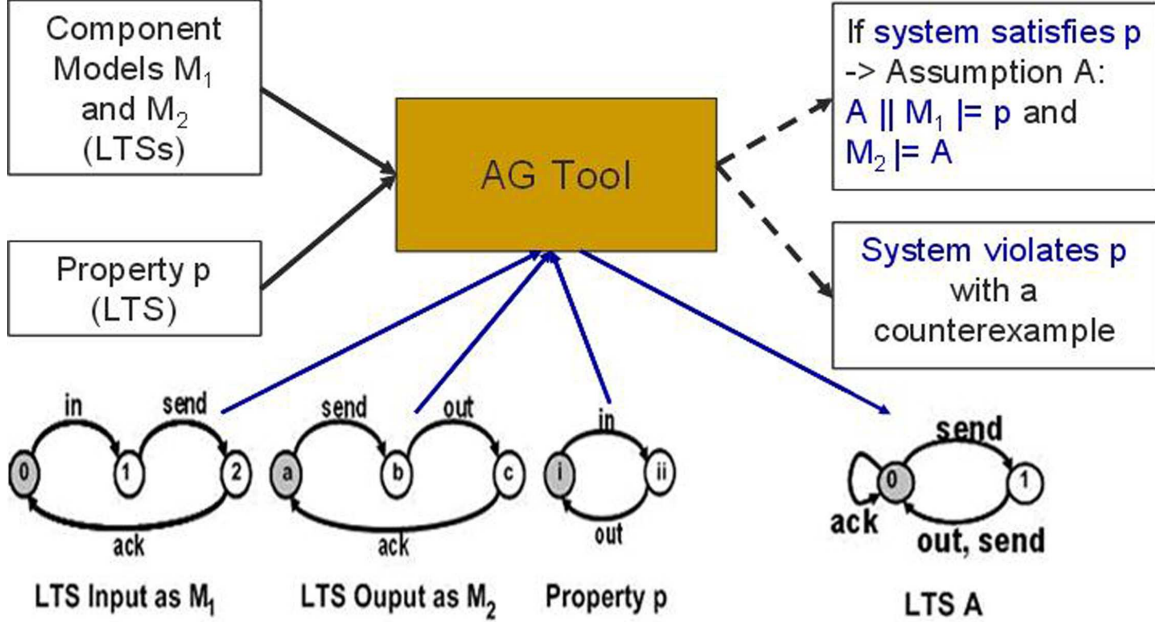 Component
Models M₁
and M₂
(LTSs)
Property p
(LTS)
AG Tool
If system satisfies p
-> Assumption A:
A || M₁ |= p and
M₂ |= A
System violates p
with a
counterexample
in
send
0
1
2
ack
LTS Input as M₁
send
out
a
b
c
ack
LTS Ouput as M₂
in
i
ii
out
Property p
send
0
1
ack
out, send
LTS A